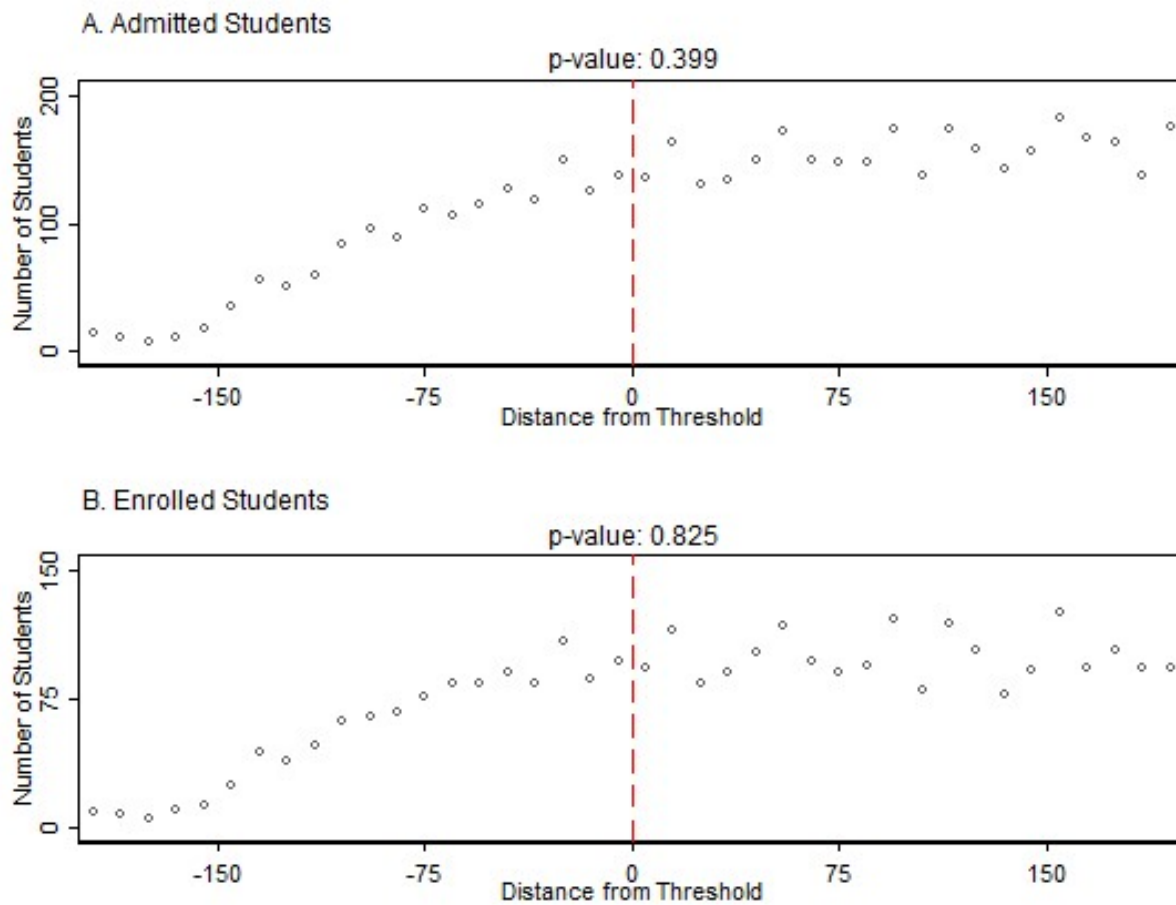 A. Admitted Students
p-value: 0.399
Number of Students
200
100
0
-150 -75 0 75 150
Distance from Threshold
B. Enrolled Students
p-value: 0.825
Number of Students
150
75
0
-150 -75 0 75 150
Distance from Threshold